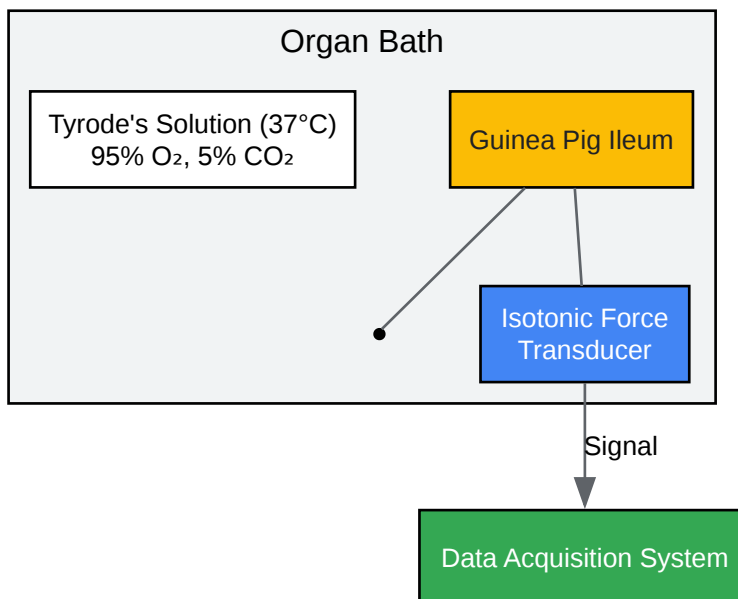 Organ Bath
Tyrode's Solution (37°C)
95% O₂, 5% CO₂
Guinea Pig Ileum
Isotonic Force
Transducer
Signal
Data Acquisition System